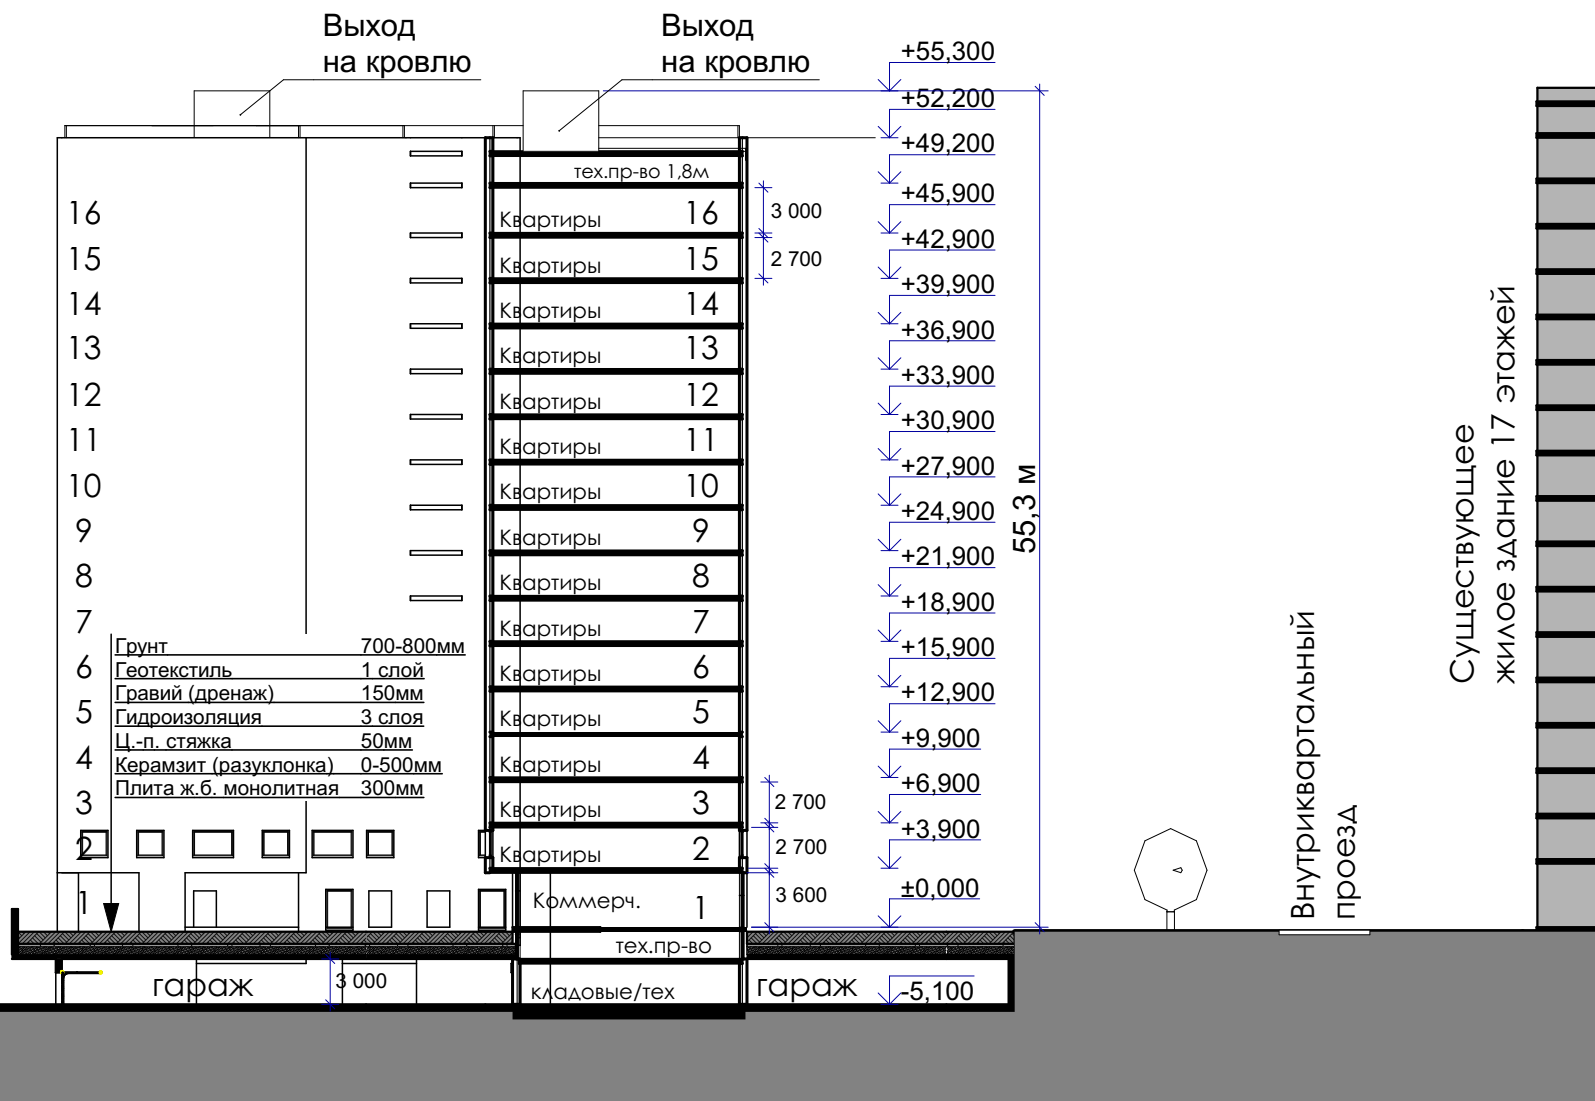 Выход
на кровлю
Выход
на кровлю
+55,300
+52,200
+49,200
+45,900
+42,900
+39,900
+36,900
+33,900
+30,900
+27,900
+24,900
+21,900
+18,900
+15,900
+12,900
+9,900
+6,900
+3,900
±0,000
-5,100
55,3 м
тех.пр-во 1,8м
16
15
14
13
12
11
10
9
8
7
6
5
4
3
2
1
Квартиры 16
Квартиры 15
Квартиры 14
Квартиры 13
Квартиры 12
Квартиры 11
Квартиры 10
Квартиры 9
Квартиры 8
Квартиры 7
Квартиры 6
Квартиры 5
Квартиры 4
Квартиры 3
Квартиры 2
Коммерч. 1
тех.пр-во
кладовые/тех
3 000
2 700
2 700
2 700
3 600
Грунт 700-800мм
Геотекстиль 1 слой
Гравий (дренаж) 150мм
Гидроизоляция 3 слоя
Ц.-п. стяжка 50мм
Керамзит (разуклонка) 0-500мм
Плита ж.б. монолитная 300мм
гараж
3 000
гараж
Внутриквартальный
проезд
Существующее
жилое здание 17 этажей